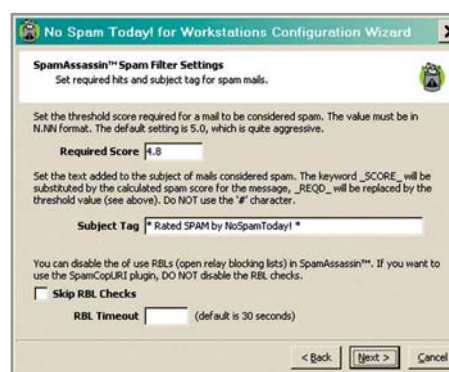 No Spam Today! for Workstations Configuration Wizard
SpamAssassin™ Spam Filter Settings
Set required hits and subject tag for spam mails.
Set the threshold score required for a mail to be considered spam. The value must be in
N.NN format. The default setting is 5.0, which is quite aggressive.
Required Score 4.8
Set the text added to the subject of mails considered spam. The keyword _SCORE_ will be
substituted by the calculated spam score for the message, _REQD_ will be replaced by the
threshold value (see above). Do NOT use the '#' character.
Subject Tag * Rated SPAM by NoSpamToday! *
You can disable the of use RBLs (open relay blocking lists) in SpamAssassin™. If you want to
use the SpamCopURI plugin, DO NOT disable the RBL checks.
Skip RBL Checks
RBL Timeout (default is 30 seconds)
< Back Next > Cancel